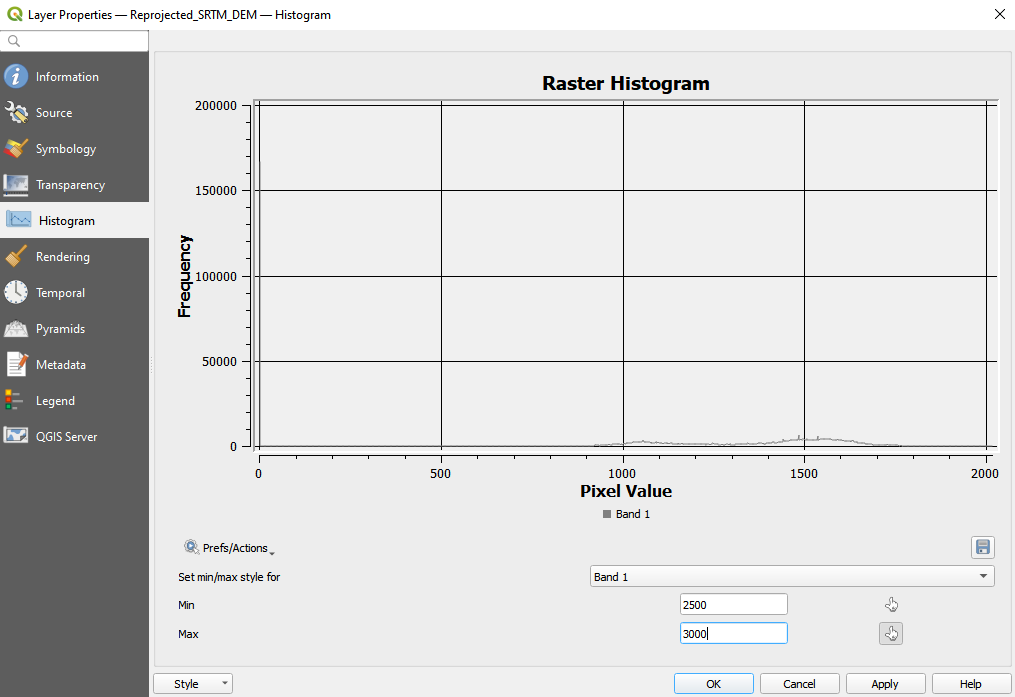 Layer Properties — Reprojected_SRTM_DEM — Histogram
Information
Source
Symbology
Transparency
Histogram
Rendering
Temporal
Pyramids
Metadata
Legend
QGIS Server
Raster Histogram
Frequency
200000
150000
100000
50000
0
0 500 1000 1500 2000
Pixel Value
Band 1
Prefs/Actions
Set min/max style for Band 1
Min 2500
Max 3000
Style OK Cancel Apply Help